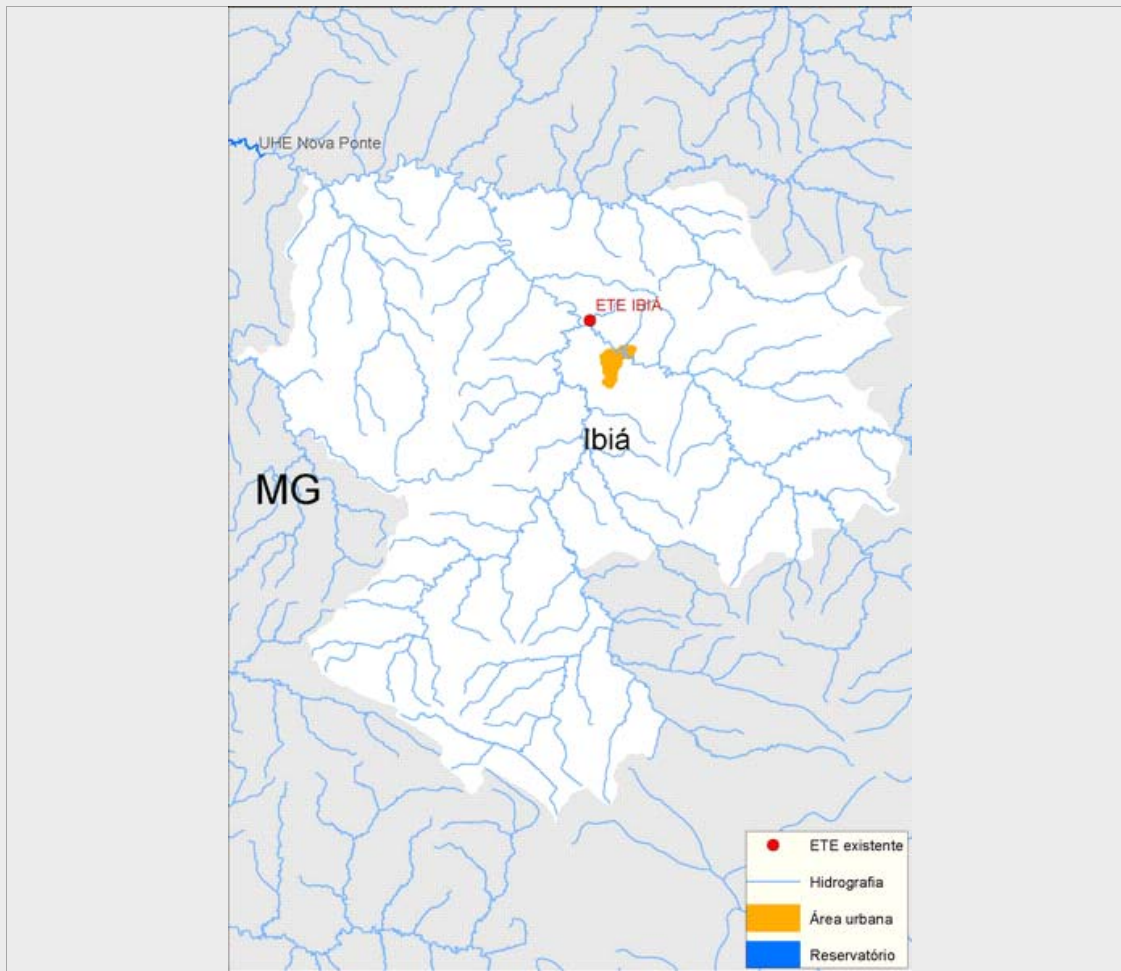 UHE Nova Ponte
ETE IBIÁ
Ibiá
MG
ETE existente
Hidrografia
Área urbana
Reservatório